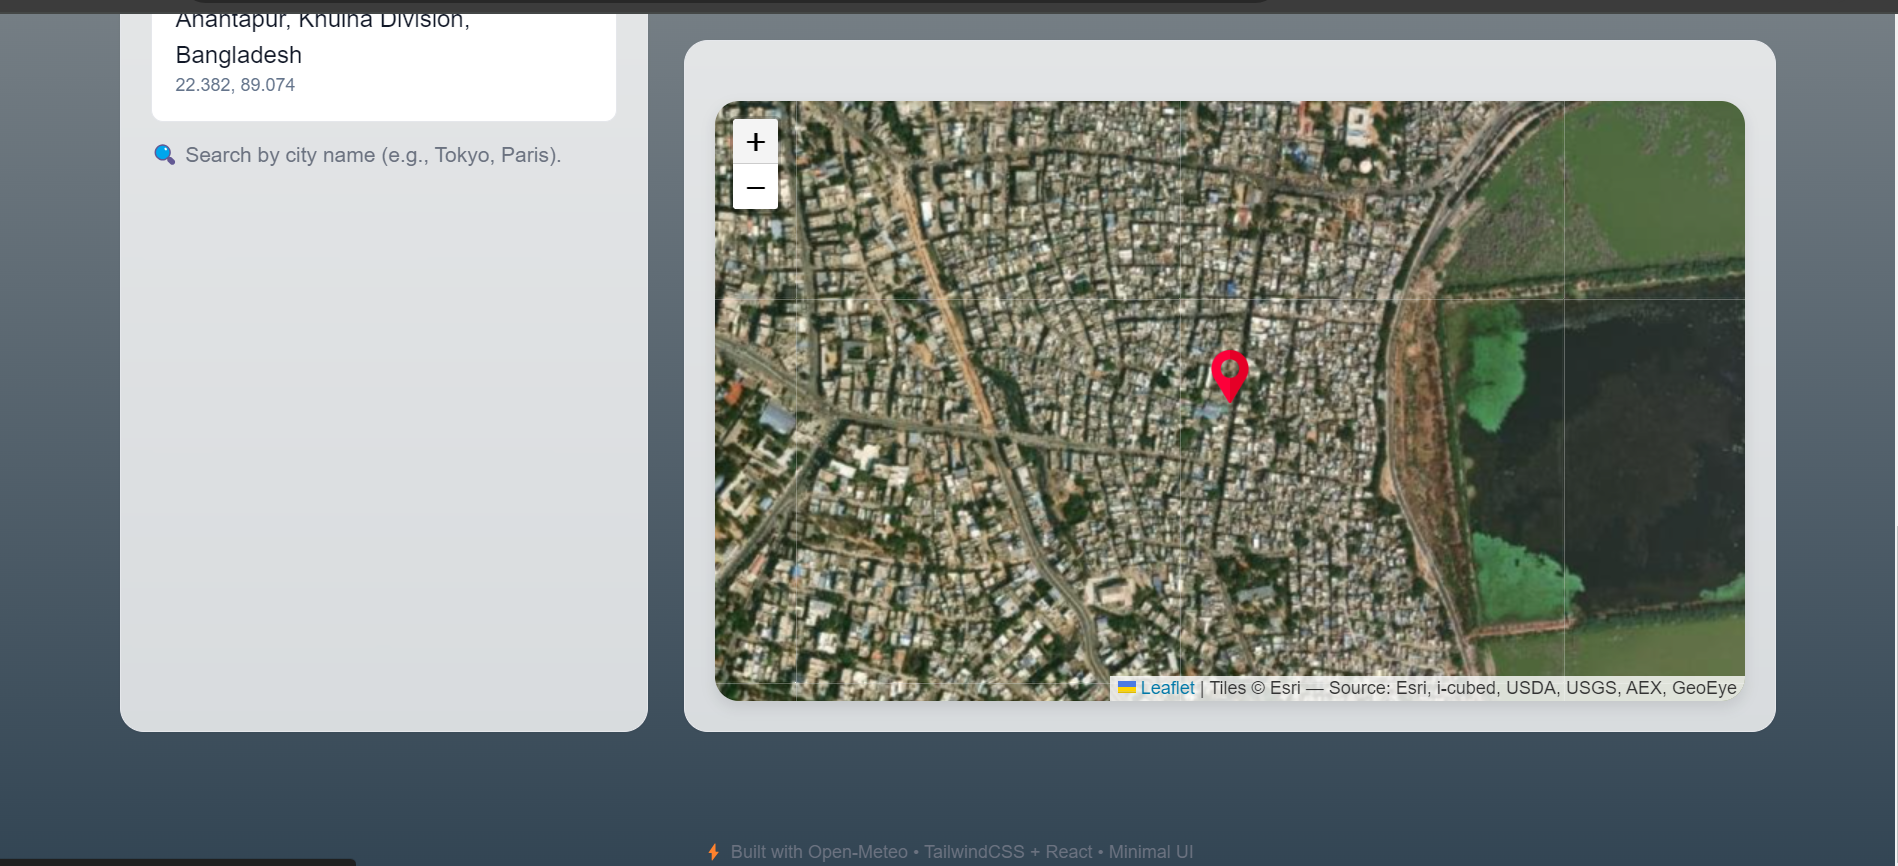 Anantapur, Khulna Division,
Bangladesh
22.382, 89.074
Search by city name (e.g., Tokyo, Paris).
+
−
Leaflet | Tiles © Esri — Source: Esri, i-cubed, USDA, USGS, AEX, GeoEye
Built with Open-Meteo • TailwindCSS + React • Minimal UI